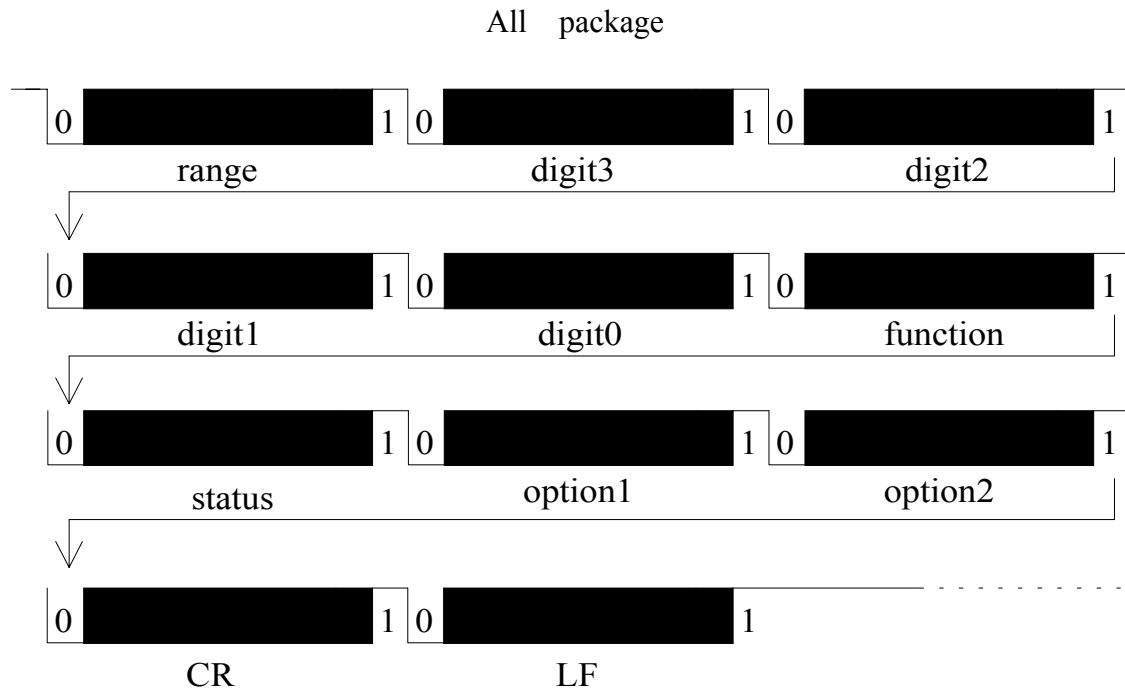 All package
0 1 0 1 0 1
range digit3 digit2
0 1 0 1 0 1
digit1 digit0 function
0 1 0 1 0 1
status option1 option2
0 1 0 1
CR LF